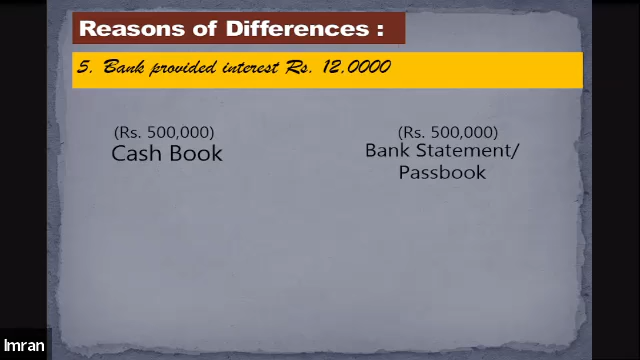 Reasons of Differences :
5. Bank provided interest Rs. 12,0000
(Rs. 500,000)
Cash Book
(Rs. 500,000)
Bank Statement/
Passbook
Imran